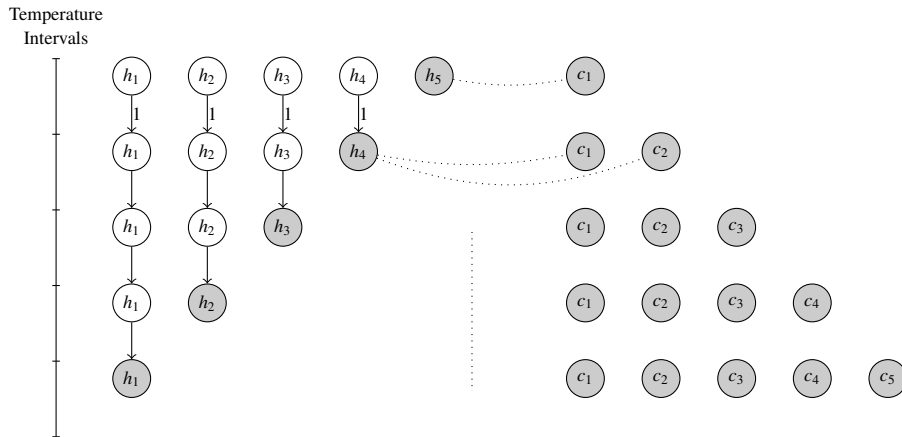 Temperature
Intervals
h1 h2 h3 h4 h5 c1
1 1 1 1
h1 h2 h3 h4 c1 c2
h1 h2 h3 c1 c2 c3
h1 h2 c1 c2 c3 c4
h1 c1 c2 c3 c4 c5